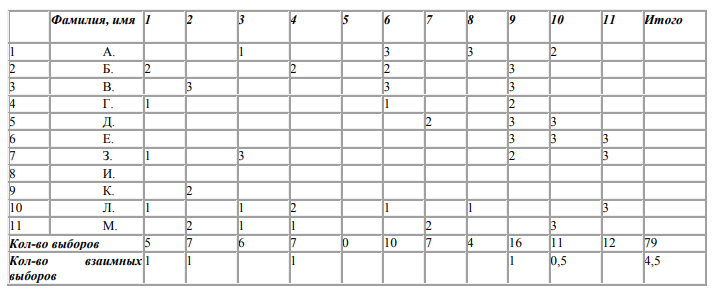 Фамилия, имя 1 2 3 4 5 6 7 8 9 10 11 Итого
1 А. 1 3 3 2
2 Б. 2 2 2 3
3 В. 3 3 3
4 Г. 1 1 2
5 Д. 2 3 3
6 Е. 3 3 3
7 З. 1 3 2 3
8 И.
9 К. 2
10 Л. 1 1 2 1 1 3
11 М. 2 1 1 2 3
Кол-во выборов 5 7 6 7 0 10 7 4 16 11 12 79
Кол-во взаимных 1 1 1 1 0,5 4,5
выборов